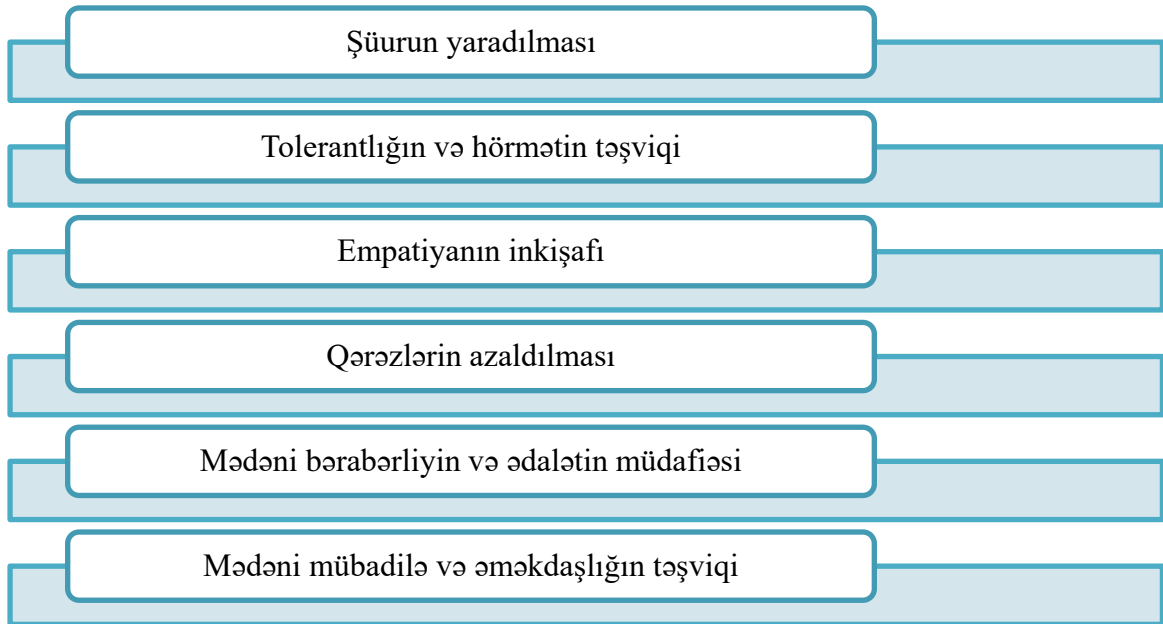 Şüurun yaradılması
Tolerantlığın və hörmətin təşviqi
Empatiyanın inkişafı
Qərəzlərin azaldılması
Mədəni bərabərliyin və ədalətin müdafiəsi
Mədəni mübadilə və əməkdaşlığın təşviqi